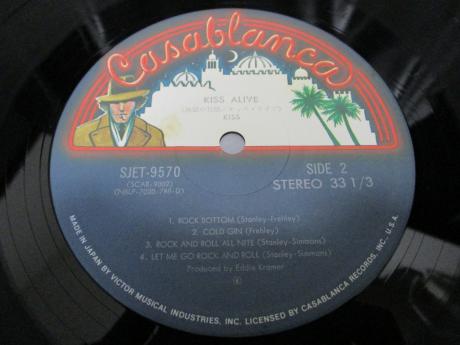 Casablanca
KISS ALIVE
KISS
SJET-9570
SIDE 2
STEREO 33 1/3
1. ROCK BOTTOM (Stanley-Frehley)
2. COLD GIN (Frehley)
3. ROCK AND ROLL ALL NITE (Stanley-Simmons)
4. LET ME GO ROCK AND ROLL (Stanley-Simmons)
Produced by Eddie Kramer
MADE IN JAPAN BY VICTOR MUSICAL INDUSTRIES, INC. LICENSED BY CASABLANCA RECORDS, INC., U.S.A.